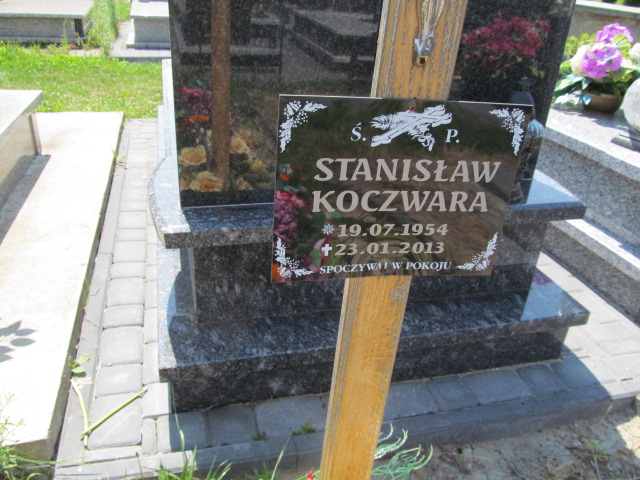 Ś. P.
STANISŁAW
KOCZWARA
19.07.1954
23.01.2013
SPOCZYWAJ W POKOJU